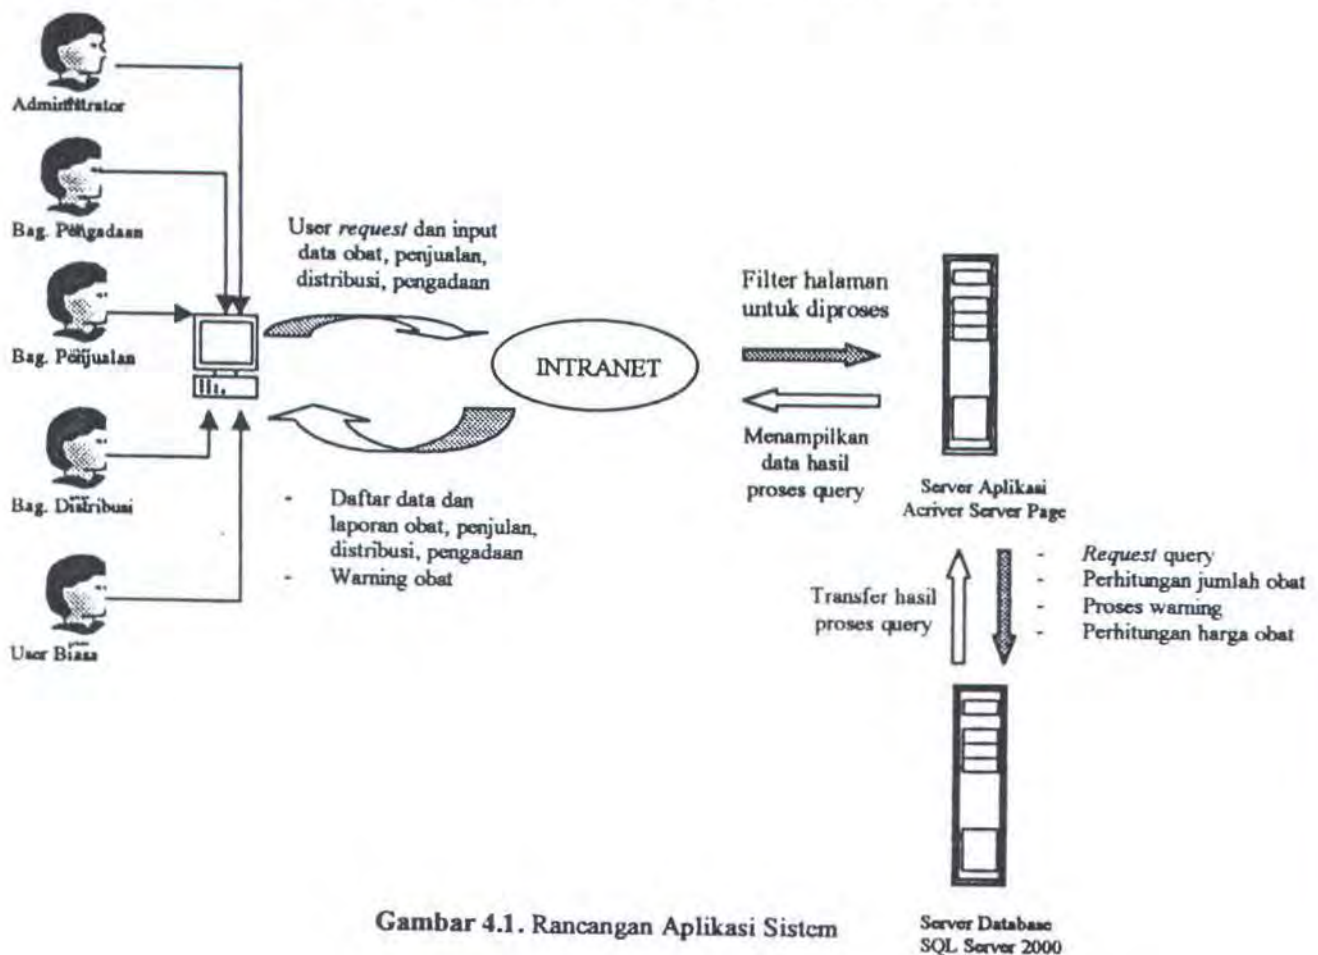 Administrator
Bag. Pengadaan
Bag. Penjualan
Bag. Distribusi
User Biasa
User request dan input
data obat, penjualan,
distribusi, pengadaan
INTRANET
- Daftar data dan
laporan obat, penjulan,
distribusi, pengadaan
- Warning obat
Filter halaman
untuk diproses
Menampilkan
data hasil
proses query
Server Aplikasi
Acriver Server Page
Transfer hasil
proses query
- Request query
- Perhitungan jumlah obat
- Proses warning
- Perhitungan harga obat
Server Database
SQL Server 2000
Gambar 4.1. Rancangan Aplikasi Sistem